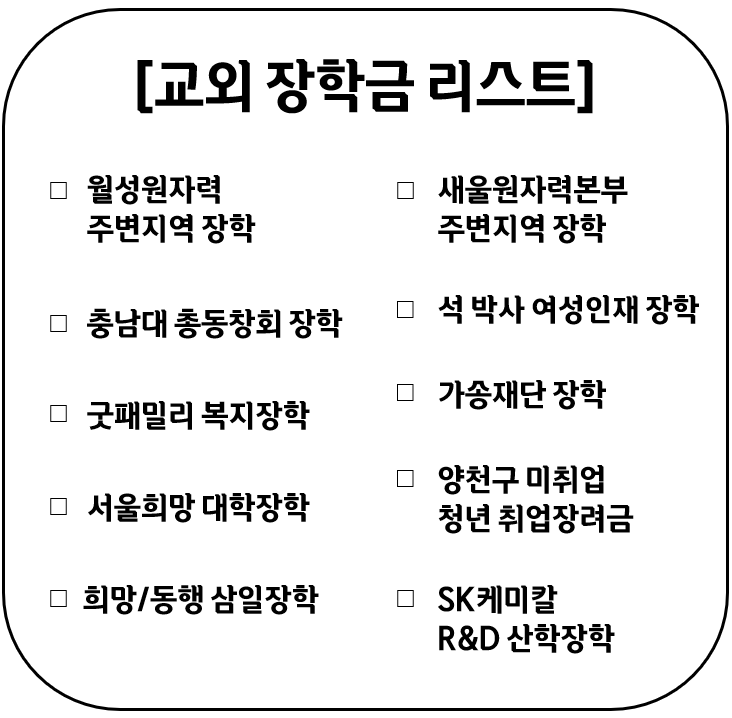 [교외 장학금 리스트]
□ 월성원자력
주변지역 장학
□ 충남대 총동창회 장학
□ 굿패밀리 복지장학
□ 서울희망 대학장학
□ 희망/동행 삼일장학
□ 새울원자력본부
주변지역 장학
□ 석 박사 여성인재 장학
□ 가송재단 장학
□ 양천구 미취업
청년 취업장려금
□ SK케미칼
R&D 산학장학